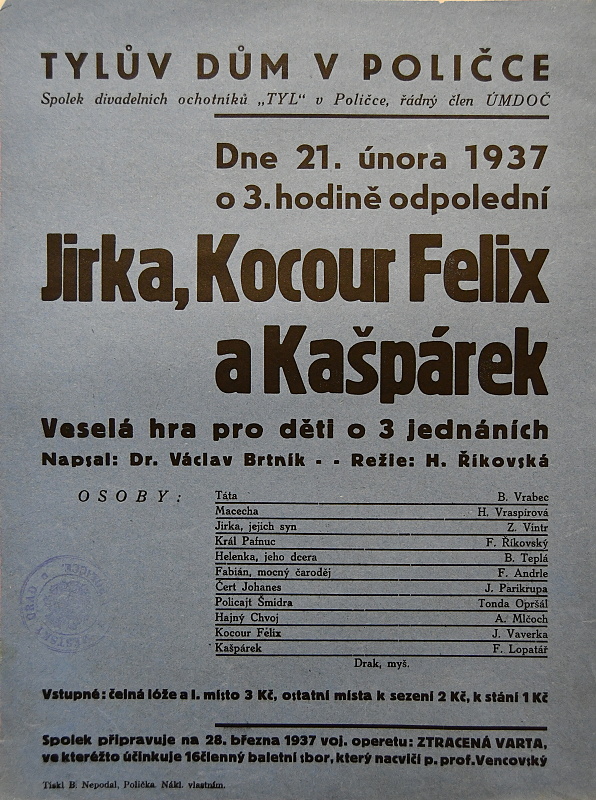 TYLŮV DŮM V POLIČCE
Spolek divadelních ochotníků „TYL“ v Poličce, řádný člen ÚMDOČ
Dne 21. února 1937
o 3. hodině odpolední
Jirka, Kocour Felix
a Kašpárek
Veselá hra pro děti o 3 jednáních
Napsal: Dr. Václav Brtník - - Režie: H. Říkovská
OSOBY:
Táta B. Vrabec
Macecha H. Vraspírová
Jirka, jejich syn Z. Vintr
Král Pafnuc F. Říkovský
Helenka, jeho dcera B. Teplá
Fabián, mocný čaroděj F. Andrle
Čert Johanes J. Parikrupa
Policajt Šmidra Tonda Opršál
Hajný Chvoj A. Mlčoch
Kocour Felix J. Vaverka
Kašpárek F. Lopatář
Drak, myš.
Vstupné: čelná lóže a I. místo 3 Kč, ostatní místa k sezení 2 Kč, k stání 1 Kč
Spolek připravuje na 28. března 1937 voj. operetu: ZTRACENÁ VARTA,
ve kteréžto účinkuje 16členný baletní sbor, který nacvičí p. prof. Vencovský
Tiskl B. Nepodal, Polička. Nákl. vlastním.